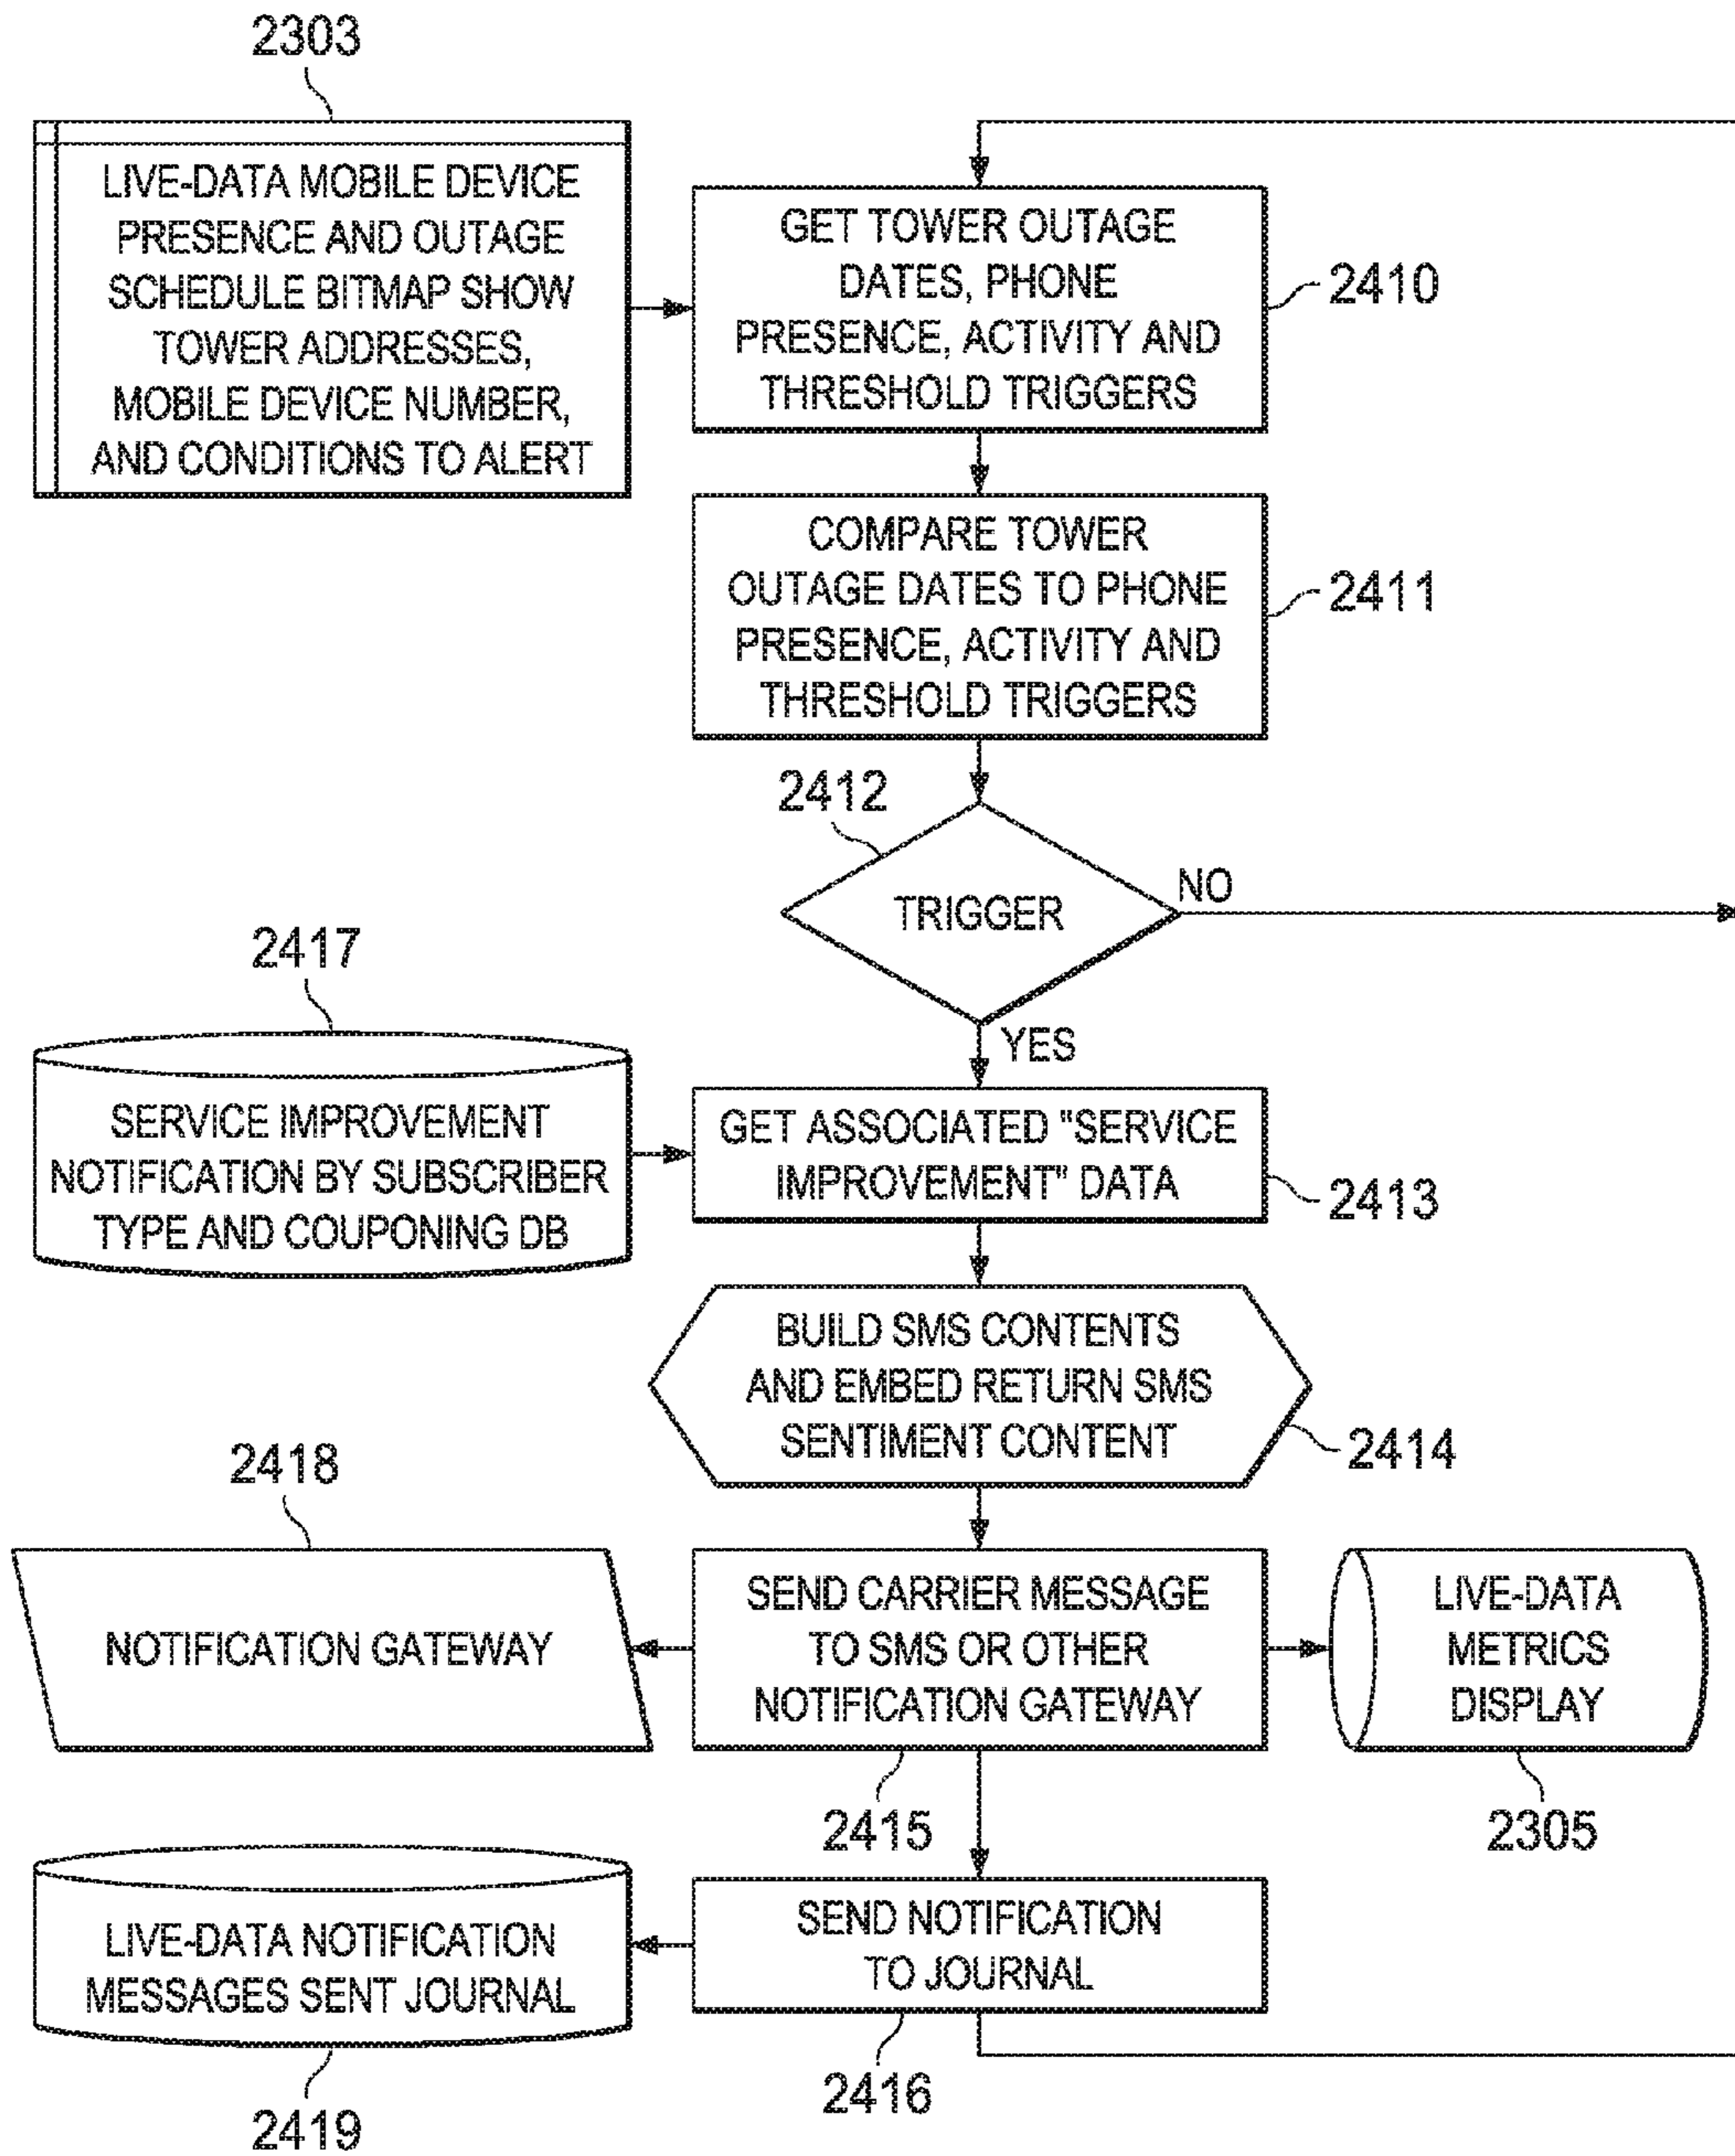 2303
LIVE-DATA MOBILE DEVICE
PRESENCE AND OUTAGE
SCHEDULE BITMAP SHOW
TOWER ADDRESSES,
MOBILE DEVICE NUMBER,
AND CONDITIONS TO ALERT
GET TOWER OUTAGE
DATES, PHONE
PRESENCE, ACTIVITY AND
THRESHOLD TRIGGERS
2410
COMPARE TOWER
OUTAGE DATES TO PHONE
PRESENCE, ACTIVITY AND
THRESHOLD TRIGGERS
2411
2412
TRIGGER
NO
YES
2417
SERVICE IMPROVEMENT
NOTIFICATION BY SUBSCRIBER
TYPE AND COUPONING DB
GET ASSOCIATED "SERVICE
IMPROVEMENT" DATA
2413
BUILD SMS CONTENTS
AND EMBED RETURN SMS
SENTIMENT CONTENT
2414
2418
NOTIFICATION GATEWAY
SEND CARRIER MESSAGE
TO SMS OR OTHER
NOTIFICATION GATEWAY
2415
LIVE-DATA
METRICS
DISPLAY
2305
LIVE-DATA NOTIFICATION
MESSAGES SENT JOURNAL
2419
SEND NOTIFICATION
TO JOURNAL
2416